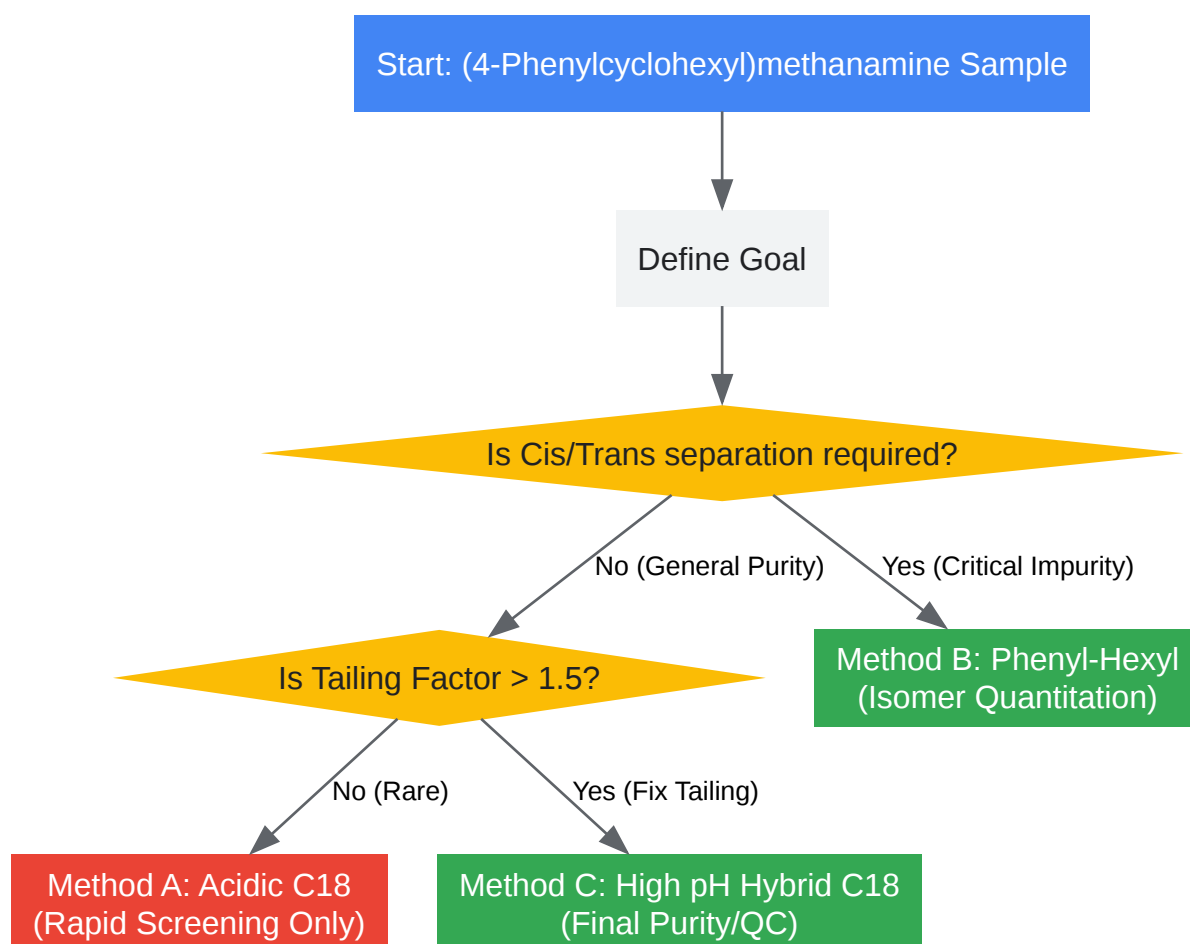 Start: (4-Phenylcyclohexyl)methanamine Sample
Define Goal
Is Cis/Trans separation required?
No (General Purity)
Yes (Critical Impurity)
Is Tailing Factor > 1.5?
Method B: Phenyl-Hexyl
(Isomer Quantitation)
No (Rare)
Yes (Fix Tailing)
Method A: Acidic C18
(Rapid Screening Only)
Method C: High pH Hybrid C18
(Final Purity/QC)